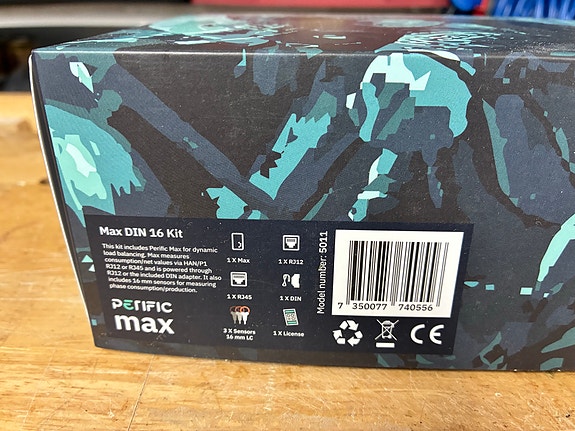 Max DIN 16 Kit
This kit includes Perific Max for dynamic
load balancing. Max measures
consumption/net values via HAN/P1
RJ12 or RJ45 and is powered through
RJ12 or the included DIN adapter. It also
includes 16 mm sensors for measuring
phase consumption/production.
PERIFIC
max
1 X Max
1 X RJ12
1 X RJ45
1 X DIN
3 X Sensors
16 mm LC
1 X License
Model number: 5011
7 350077 740556
CE